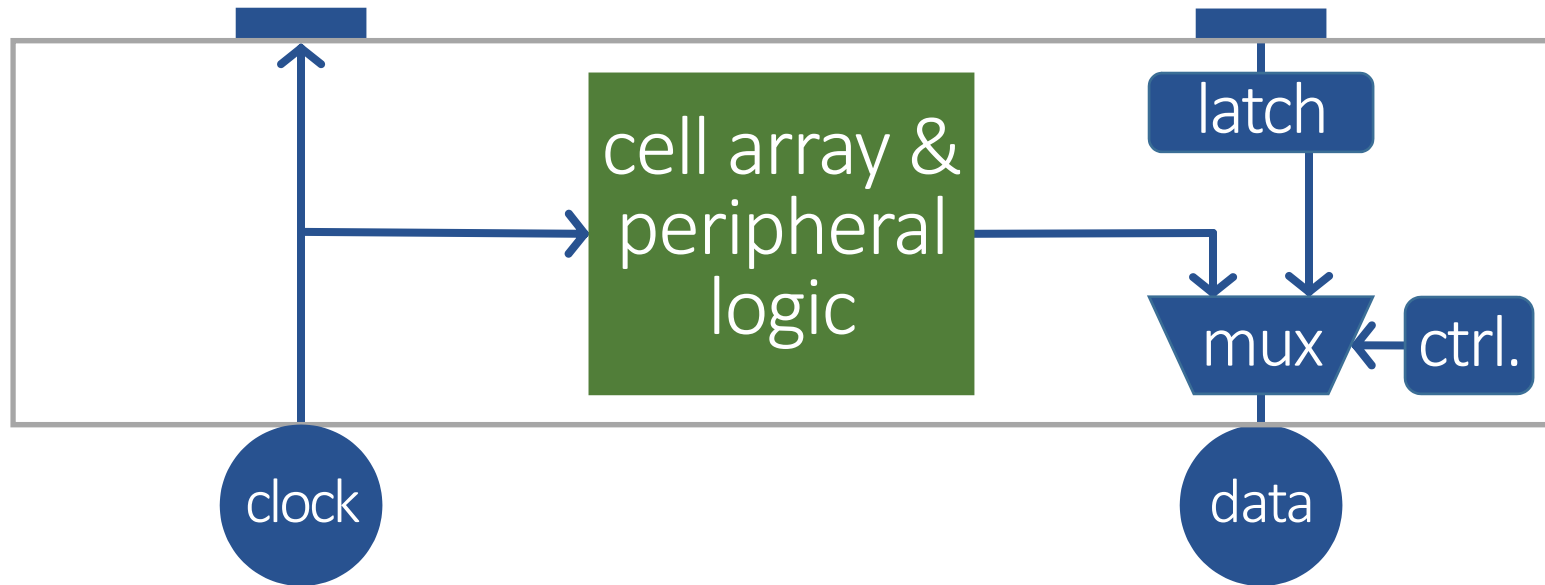 cell array &
peripheral
logic
latch
mux
ctrl.
clock
data